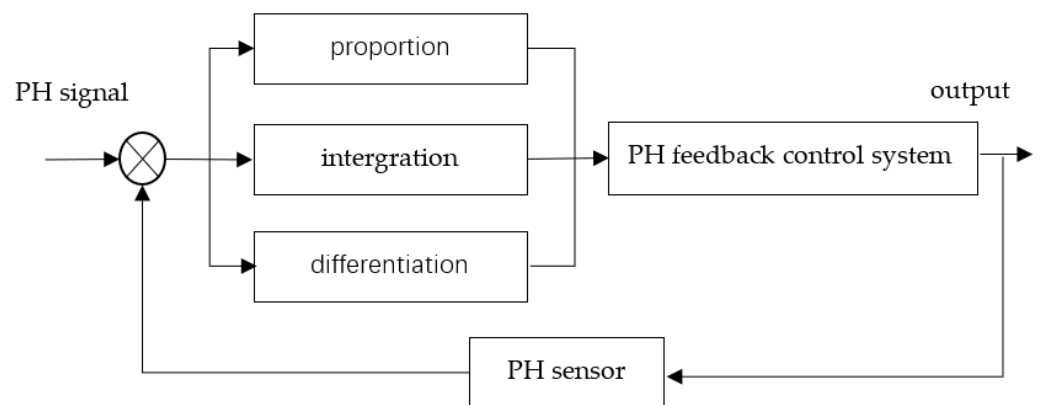 proportion
PH signal
output
intergration
PH feedback control system
differentiation
PH sensor